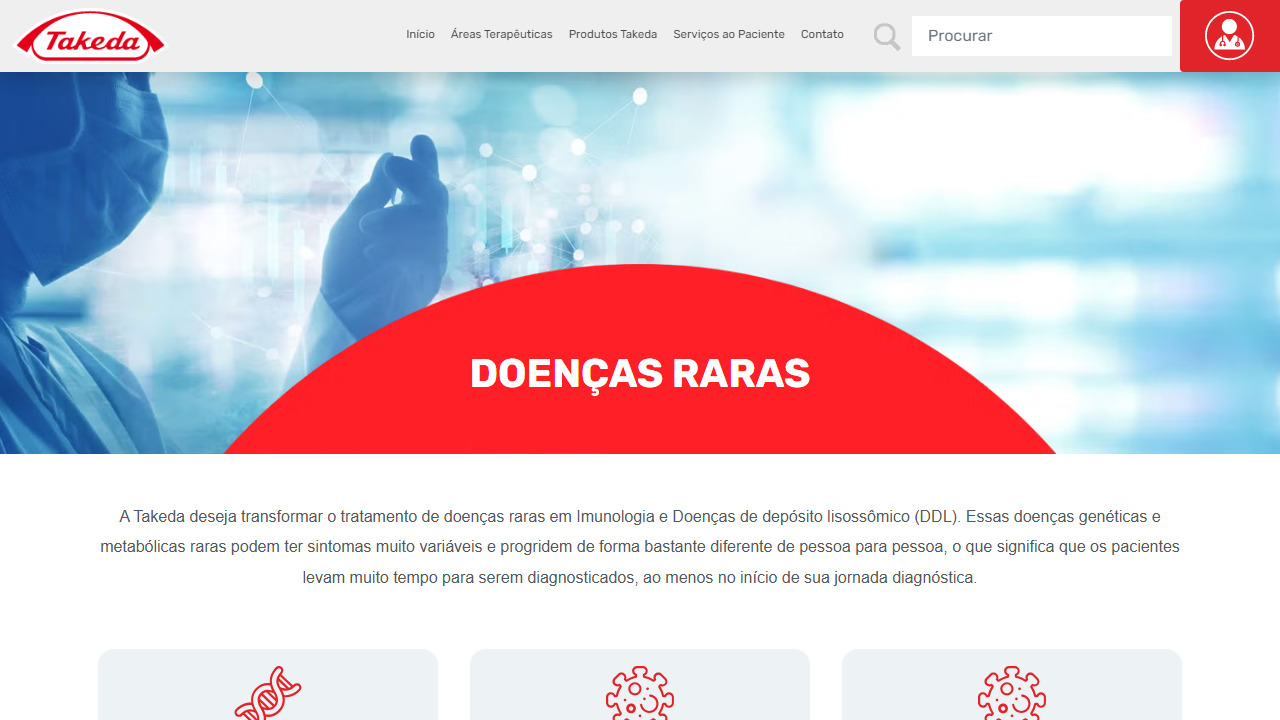 Takeda
Início
Áreas Terapêuticas
Produtos Takeda
Serviços ao Paciente
Contato
Procurar
DOENÇAS RARAS
A Takeda deseja transformar o tratamento de doenças raras em Imunologia e Doenças de depósito lisossômico (DDL). Essas doenças genéticas e
metabólicas raras podem ter sintomas muito variáveis e progridem de forma bastante diferente de pessoa para pessoa, o que significa que os pacientes
levam muito tempo para serem diagnosticados, ao menos no início de sua jornada diagnóstica.